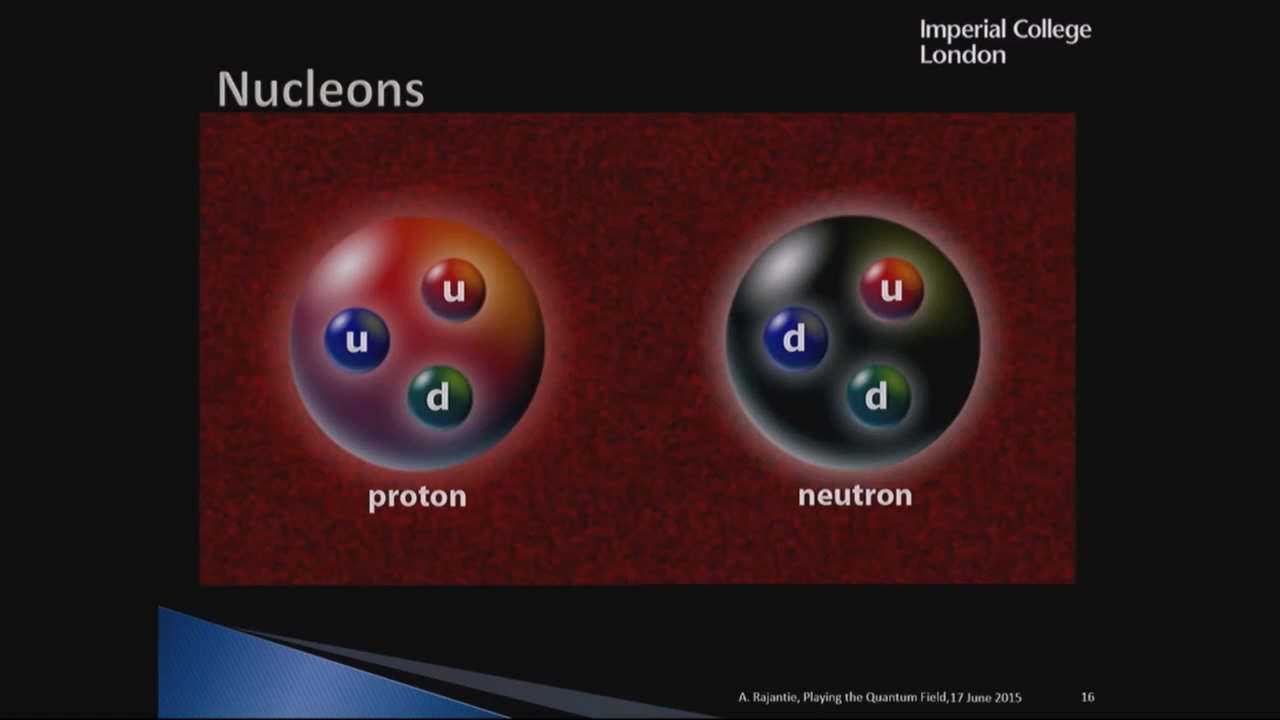 Imperial College
London
Nucleons
u
u
d
proton
u
d
d
neutron
A. Rajantie, Playing the Quantum Field,17 June 2015
16